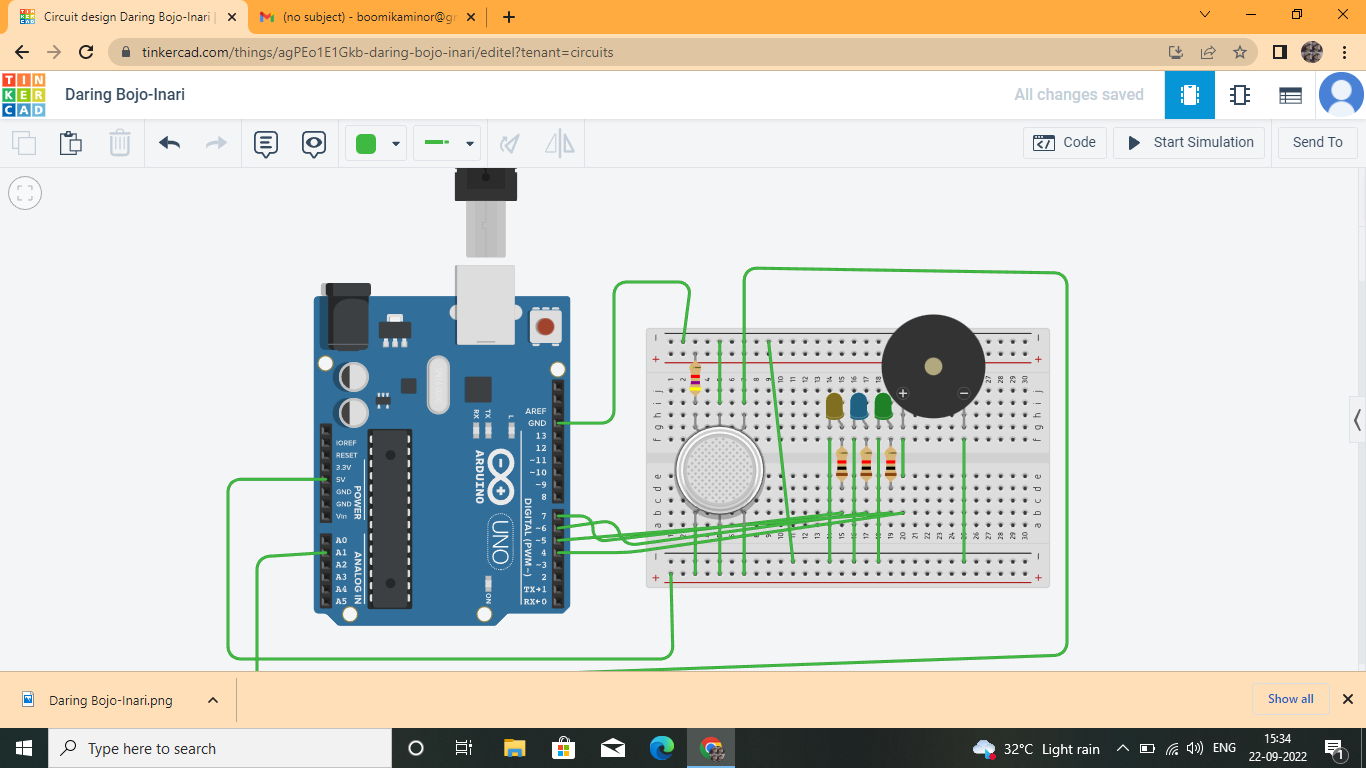 Circuit design Daring Bojo-Inari |
(no subject) - boomikaminor@gr
tinkercad.com/things/agPEo1E1Gkb-daring-bojo-inari/editel?tenant=circuits
TIN
KER
CAD
Daring Bojo-Inari
All changes saved
Code
Start Simulation
Send To
AREF
GND
13
12
~11
~10
~9
8
7
~6
~5
4
~3
2
TX→1
RX←0
DIGITAL (PWM~)
RX
TX
L
ARDUINO
UNO
ON
IOREF
RESET
3.3V
5V
GND
GND
Vin
POWER
A0
A1
A2
A3
A4
A5
ANALOG IN
Daring Bojo-Inari.png
Show all
Type here to search
32°C Light rain
ENG
15:34
22-09-2022
1